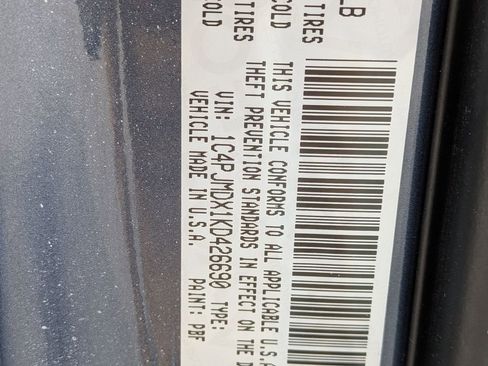 LB
TIRES
COLD THIS VEHICLE CONFORMS TO ALL APPLICABLE U.S.A
TIRES THEFT PREVENTION STANDARDS IN EFFECT ON THE D
COLD VIN: 1C4PJMDX1KD426690 TYPE:
VEHICLE MADE IN U.S.A. PAINT: PBF